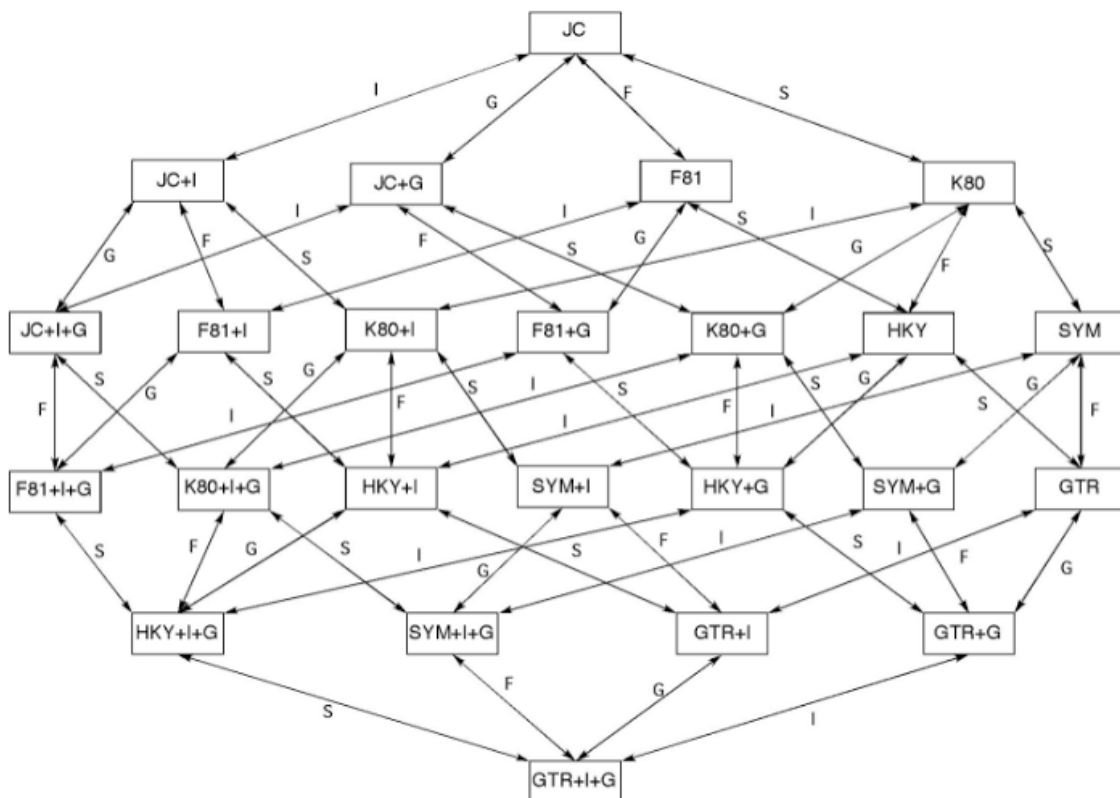 JC
I
G
F
S
JC+I
JC+G
F81
K80
I
I
S
I
G
F
S
F
G
S
G
F
S
JC+I+G
F81+I
K80+I
F81+G
K80+G
HKY
SYM
F
S
G
S
G
F
S
I
S
F
I
S
G
I
S
G
F
F81+I+G
K80+I+G
HKY+I
SYM+I
HKY+G
SYM+G
GTR
S
F
G
S
G
S
F
I
I
S
I
F
G
HKY+I+G
SYM+I+G
GTR+I
GTR+G
S
F
G
I
GTR+I+G